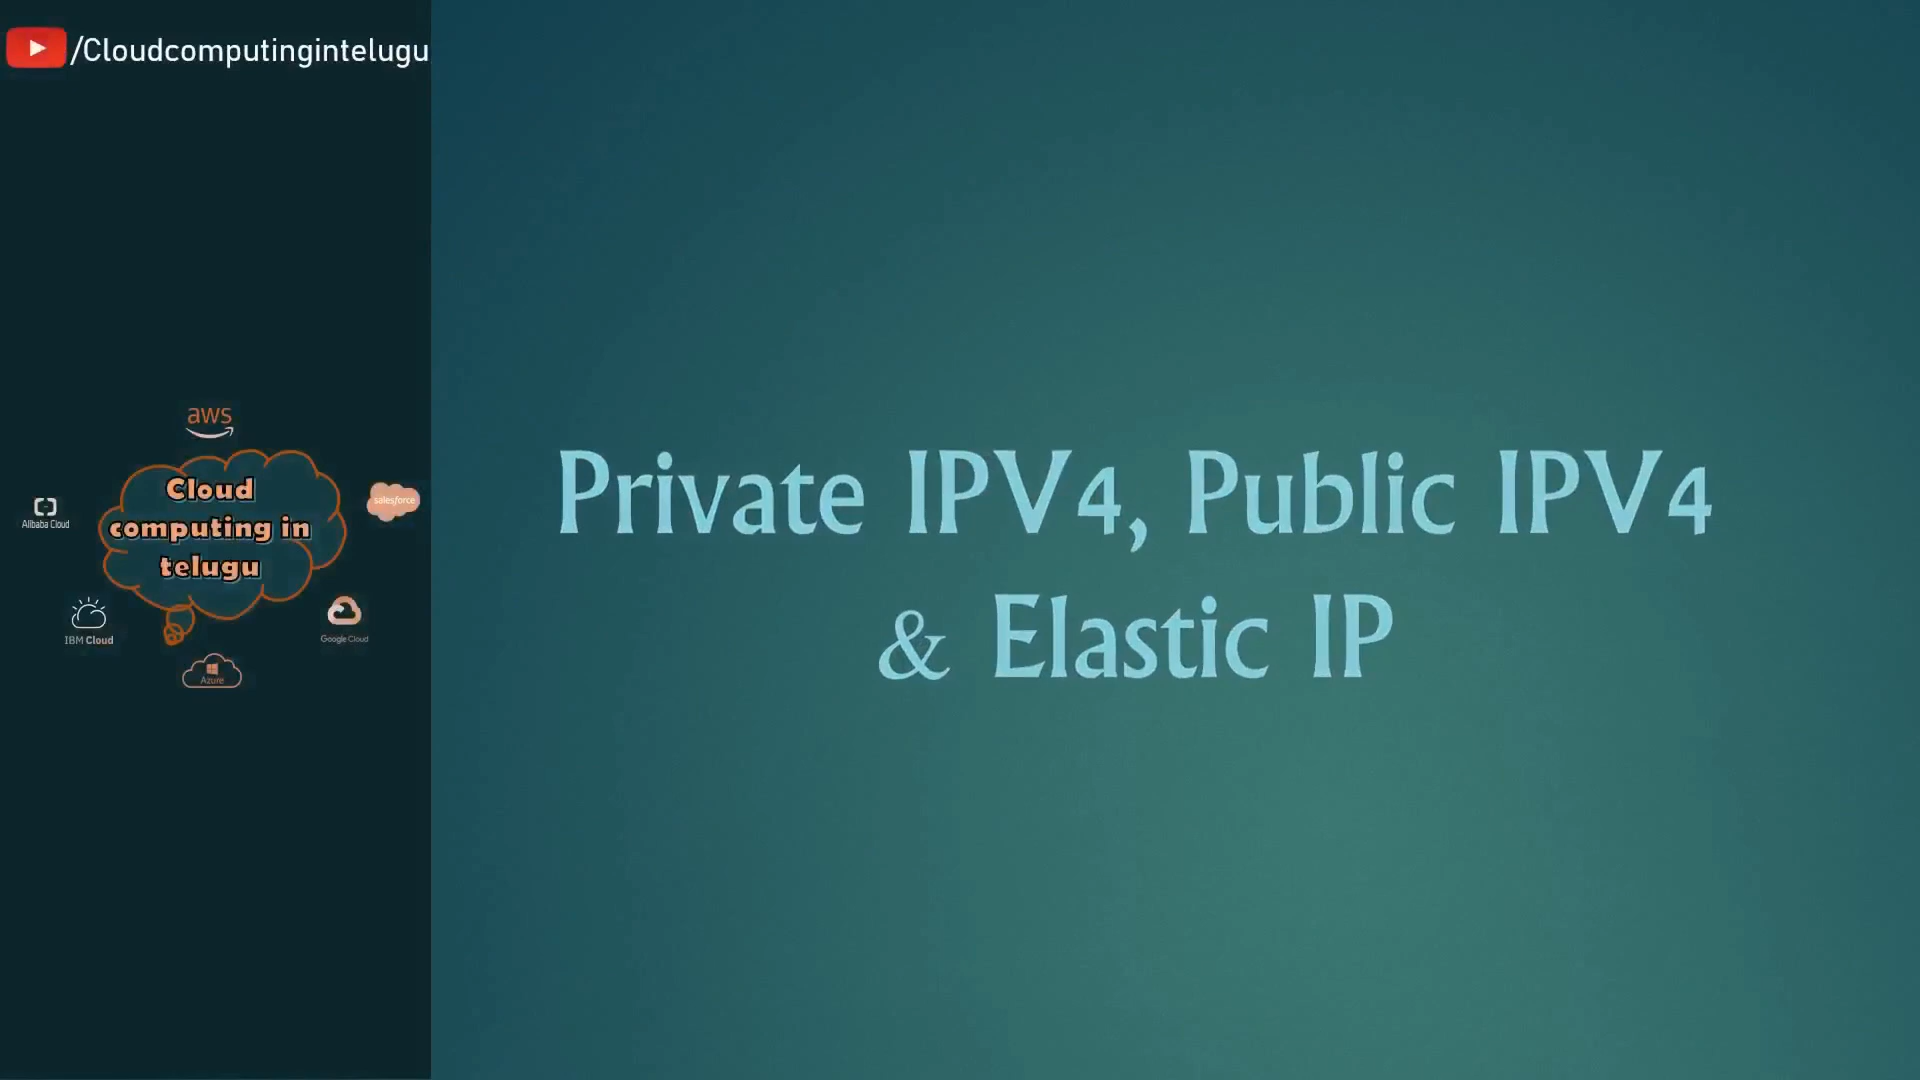 /Cloudcomputingintelugu
aws
Cloud
computing in
telugu
Alibaba Cloud
salesforce
IBM Cloud
Google Cloud
Azure
Private IPV4, Public IPV4
& Elastic IP